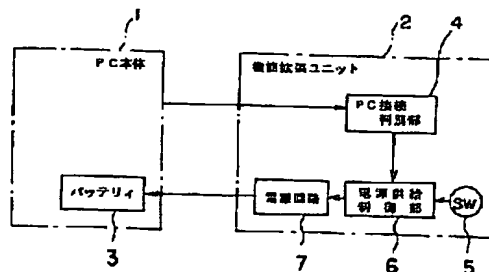 1
PC本体
2
機能拡張ユニット
4
PC接続
判別部
バッテリィ
3
電源回路
7
電源供給
制御部
6
SW
5